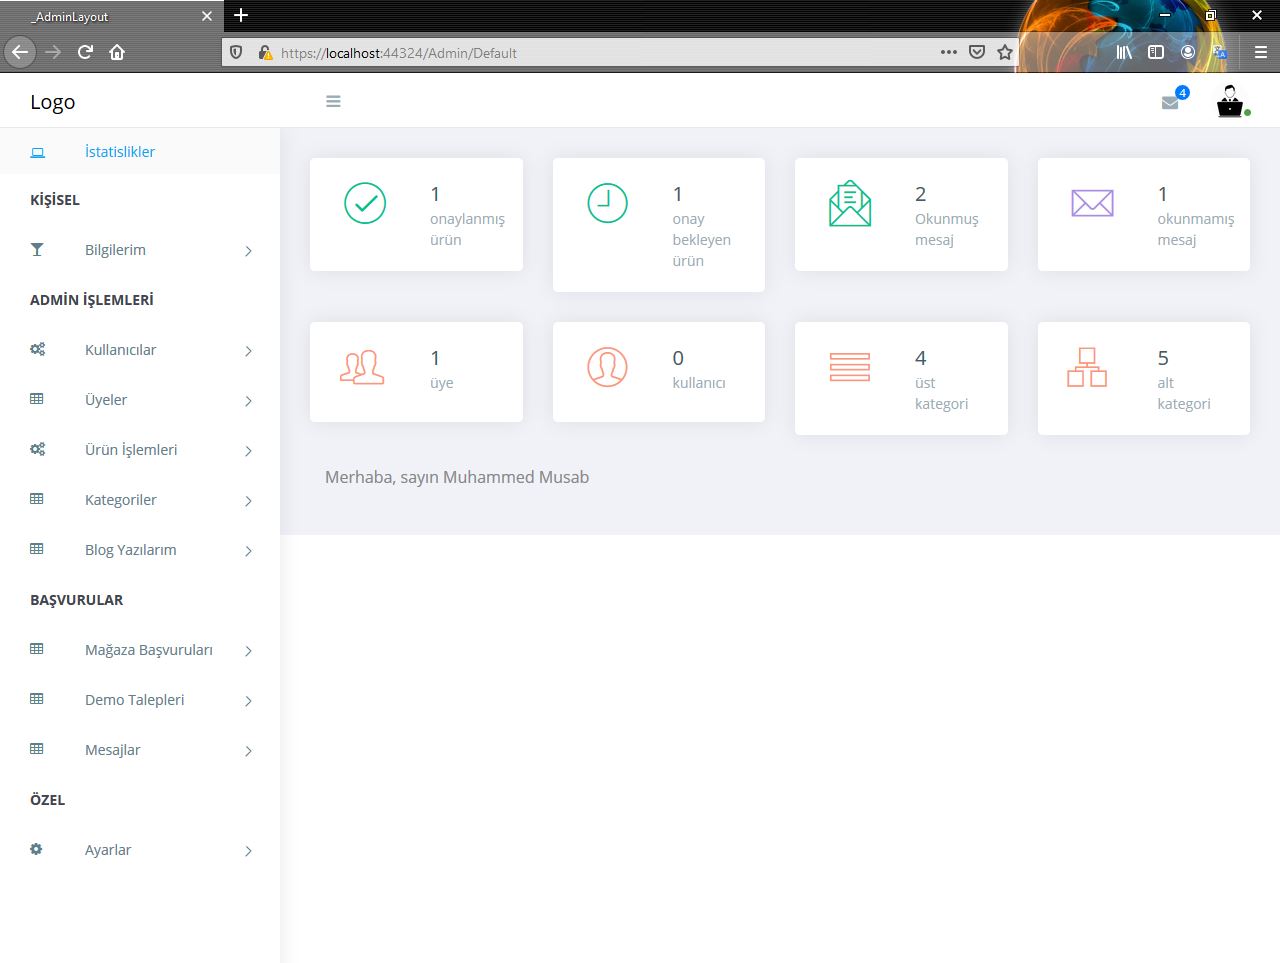 _AdminLayout
https://localhost:44324/Admin/Default
Logo
4
İstatislikler
KİŞİSEL
Bilgilerim
ADMİN İŞLEMLERİ
Kullanıcılar
Üyeler
Ürün İşlemleri
Kategoriler
Blog Yazılarım
BAŞVURULAR
Mağaza Başvuruları
Demo Talepleri
Mesajlar
ÖZEL
Ayarlar
1
onaylanmış
ürün
1
onay
bekleyen
ürün
2
Okunmuş
mesaj
1
okunmamış
mesaj
1
üye
0
kullanıcı
4
üst
kategori
5
alt
kategori
Merhaba, sayın Muhammed Musab